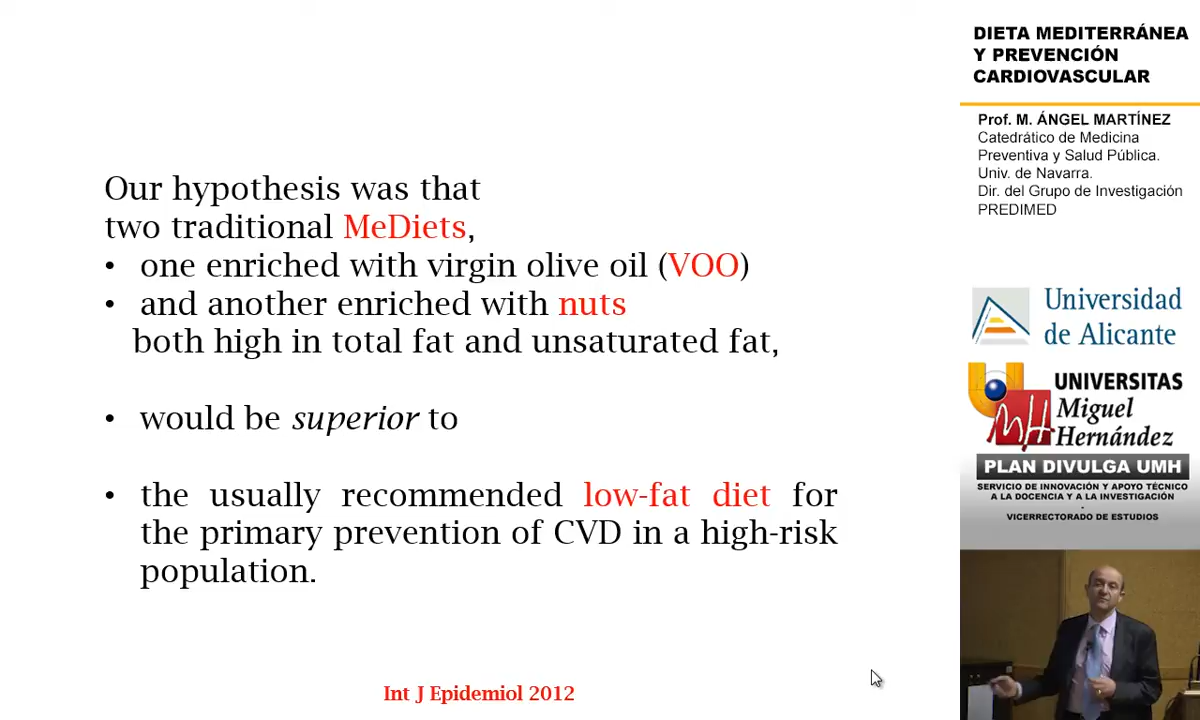 Our hypothesis was that
two traditional MeDiets,
• one enriched with virgin olive oil (VOO)
• and another enriched with nuts
both high in total fat and unsaturated fat,
• would be superior to
• the usually recommended low-fat diet for
the primary prevention of CVD in a high-risk
population.
Int J Epidemiol 2012
DIETA MEDITERRÁNEA
Y PREVENCIÓN
CARDIOVASCULAR
Prof. M. ÁNGEL MARTÍNEZ
Catedrático de Medicina
Preventiva y Salud Pública.
Univ. de Navarra.
Dir. del Grupo de Investigación
PREDIMED
Universidad
de Alicante
UNIVERSITAS
Miguel
Hernández
PLAN DIVULGA UMH
SERVICIO DE INNOVACIÓN Y APOYO TÉCNICO
A LA DOCENCIA Y A LA INVESTIGACIÓN
-
VICERRECTORADO DE ESTUDIOS